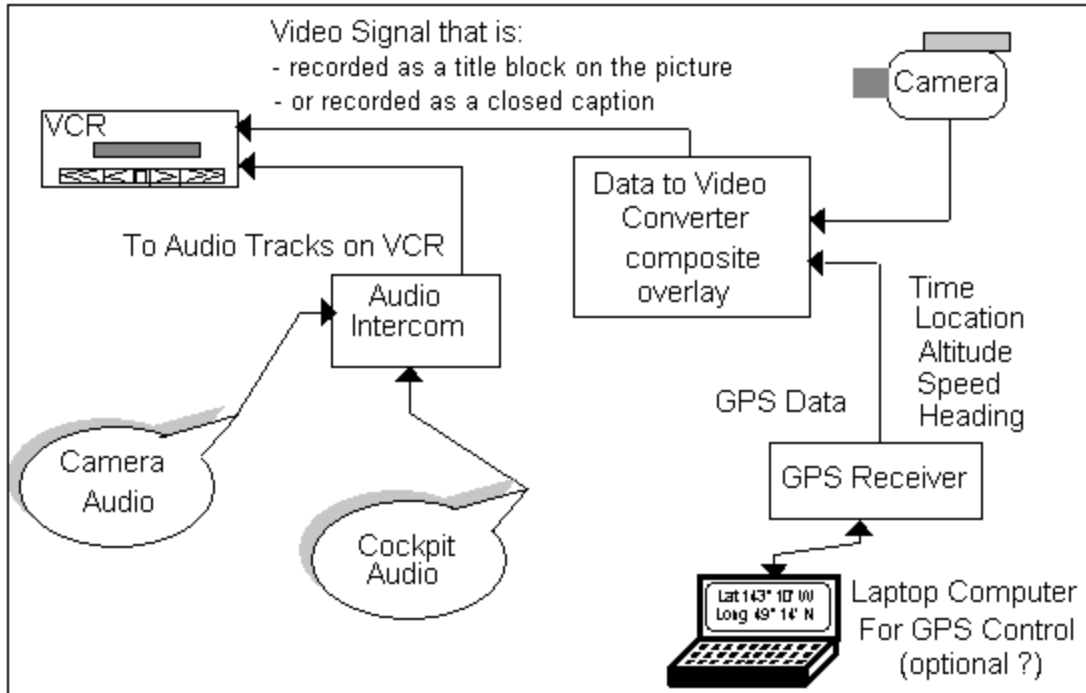 Video Signal that is:
- recorded as a title block on the picture
- or recorded as a closed caption
Camera
VCR
Data to Video
Converter
composite
overlay
To Audio Tracks on VCR
Audio
Intercom
Time
Location
Altitude
Speed
Heading
GPS Data
Camera
Audio
GPS Receiver
Cockpit
Audio
Lat 143° 10' W
Long 49° 14' N
Laptop Computer
For GPS Control
(optional ?)